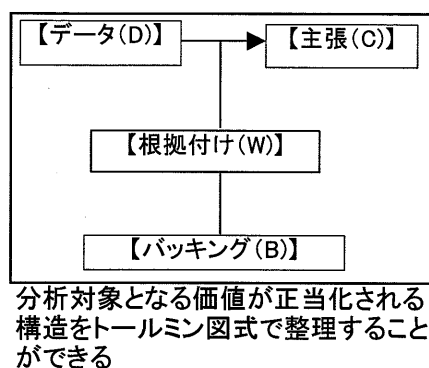 【データ(D)】
【主張(C)】
【根拠付け(W)】
【バッキング(B)】
分析対象となる価値が正当化される
構造をトールミン図式で整理すること
ができる